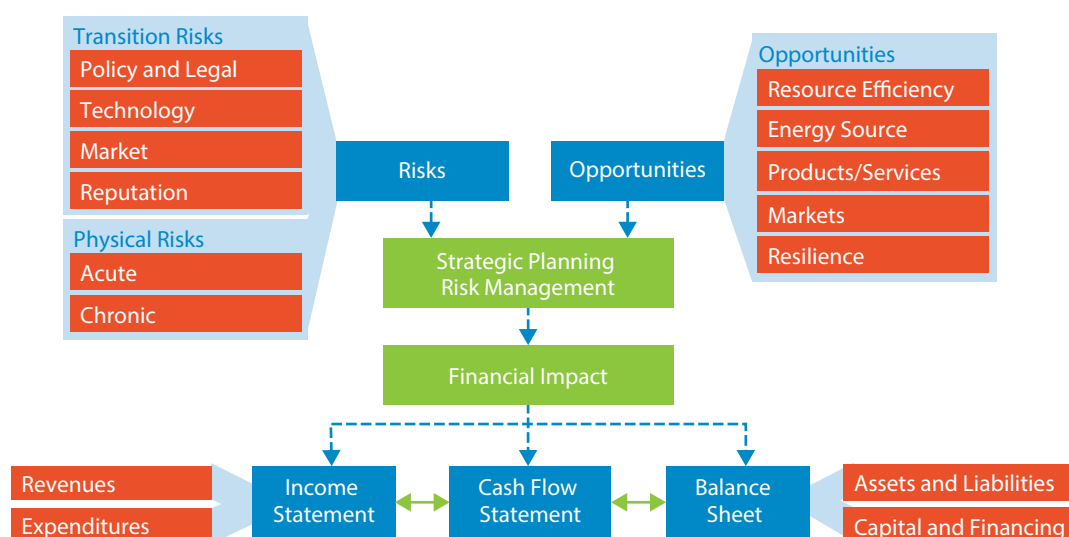 Transition Risks
Policy and Legal
Technology
Market
Reputation
Physical Risks
Acute
Chronic
Risks
Opportunities
Opportunities
Resource Efficiency
Energy Source
Products/Services
Markets
Resilience
Strategic Planning
Risk Management
Financial Impact
Revenues
Expenditures
Income
Statement
Cash Flow
Statement
Balance
Sheet
Assets and Liabilities
Capital and Financing